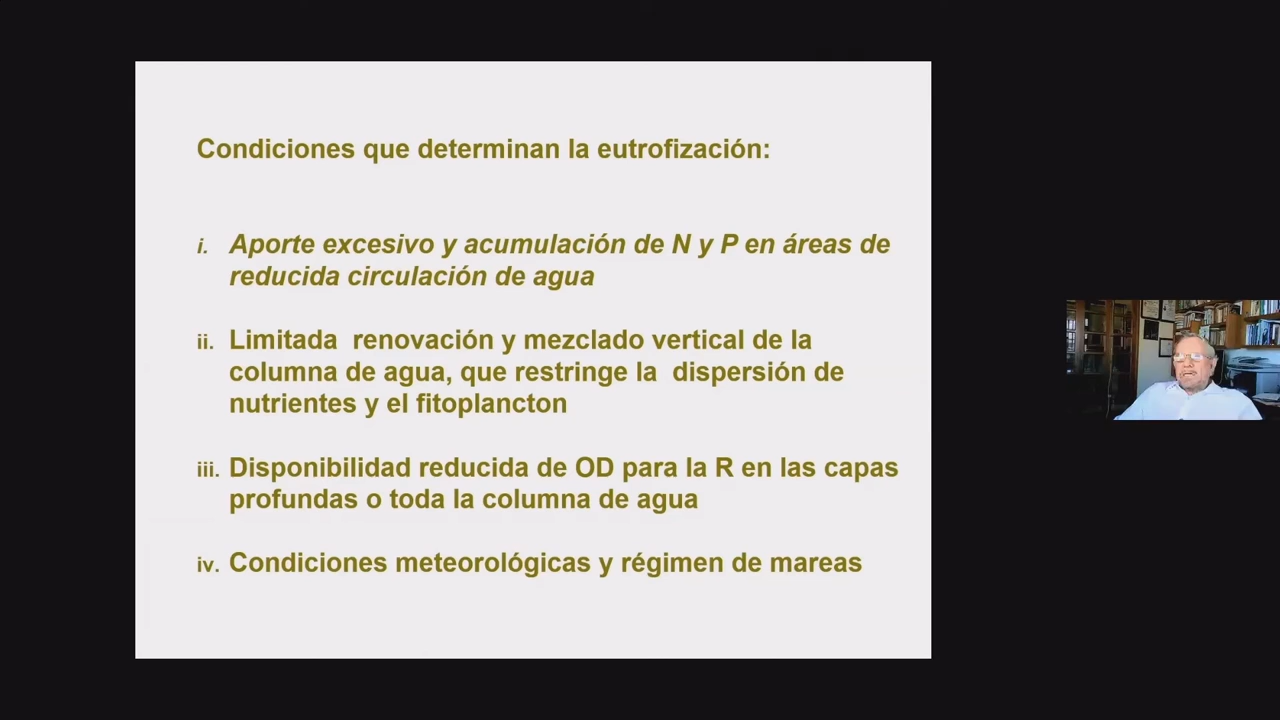 Condiciones que determinan la eutrofización:
i. Aporte excesivo y acumulación de N y P en áreas de
reducida circulación de agua
ii. Limitada renovación y mezclado vertical de la
columna de agua, que restringe la dispersión de
nutrientes y el fitoplancton
iii. Disponibilidad reducida de OD para la R en las capas
profundas o toda la columna de agua
iv. Condiciones meteorológicas y régimen de mareas